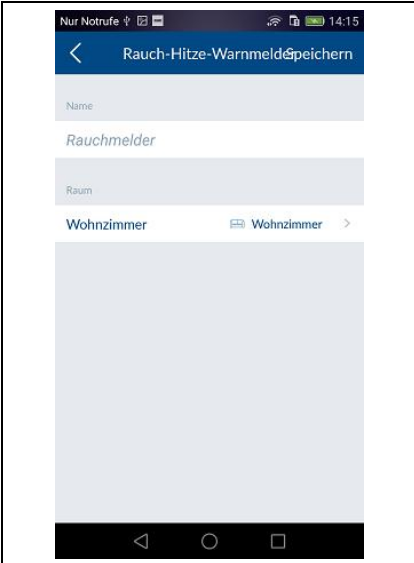 Nur Notrufe 14:15
Rauch-Hitze-Warnmelder Speichern
Name
Rauchmelder
Raum
Wohnzimmer Wohnzimmer